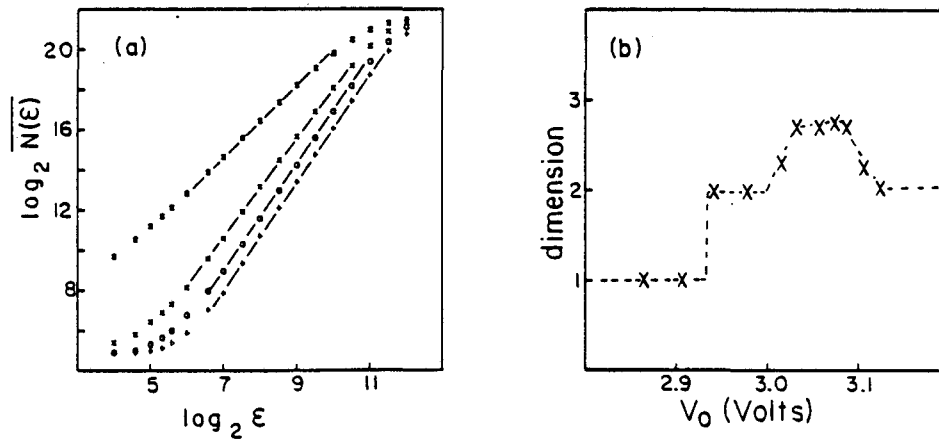 (a)
20
16
12
8
5 7 9 11
log₂ N(ε)
log₂ ε
(b)
3
2
1
2.9 3.0 3.1
dimension
V₀ (Volts)